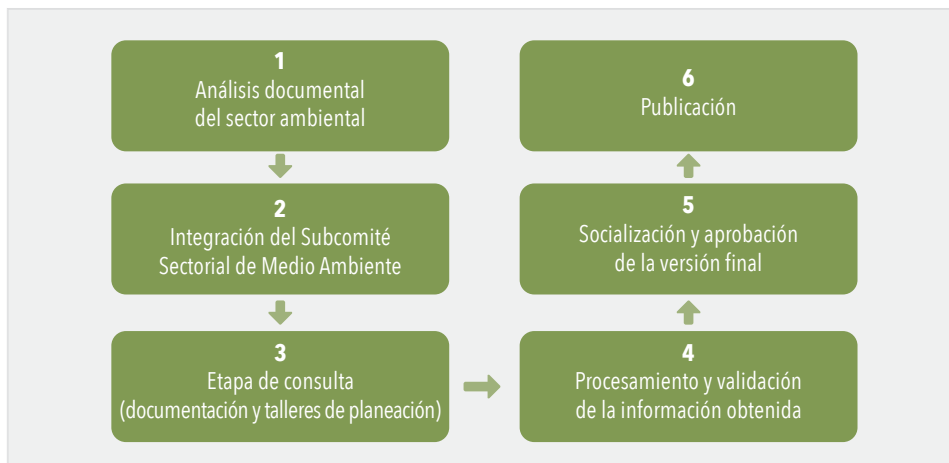 1
Análisis documental
del sector ambiental
2
Integración del Subcomité
Sectorial de Medio Ambiente
3
Etapa de consulta
(documentación y talleres de planeación)
4
Procesamiento y validación
de la información obtenida
5
Socialización y aprobación
de la versión final
6
Publicación